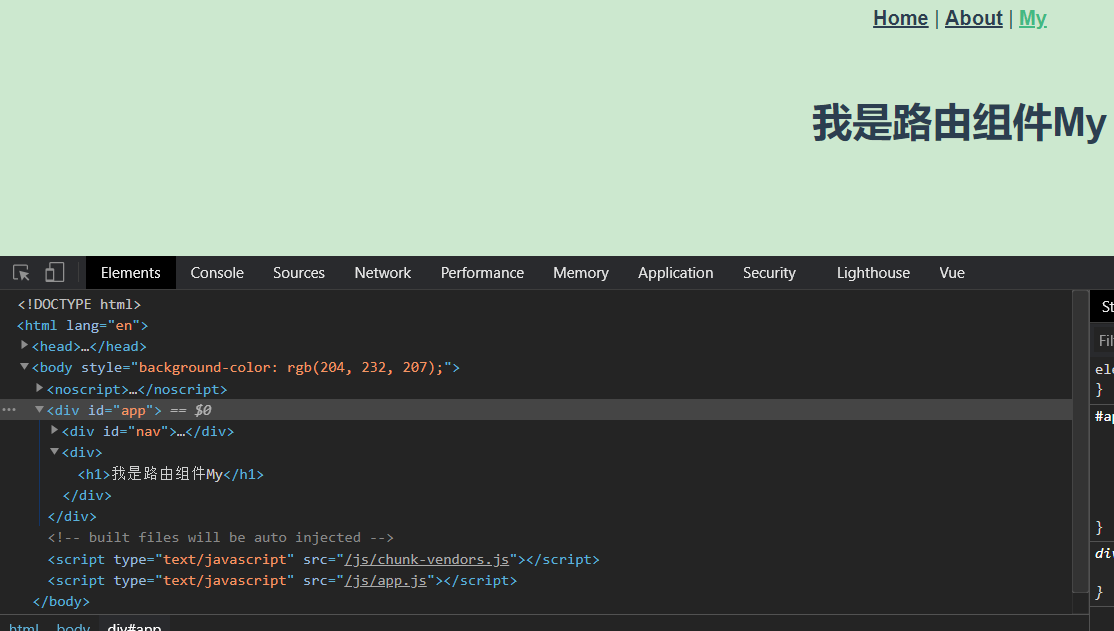 Home | About | My
我是路由组件My
Elements Console Sources Network Performance Memory Application Security Lighthouse Vue
<!DOCTYPE html>
<html lang="en">
<head>…</head>
<body style="background-color: rgb(204, 232, 207);">
<noscript>…</noscript>
<div id="app"> == $0
<div id="nav">…</div>
<div>
<h1>我是路由组件My</h1>
</div>
</div>
<!-- built files will be auto injected -->
<script type="text/javascript" src="/js/chunk-vendors.js"></script>
<script type="text/javascript" src="/js/app.js"></script>
</body>
html body div#app
St
Fil
ele
}
#ap
}
div
}